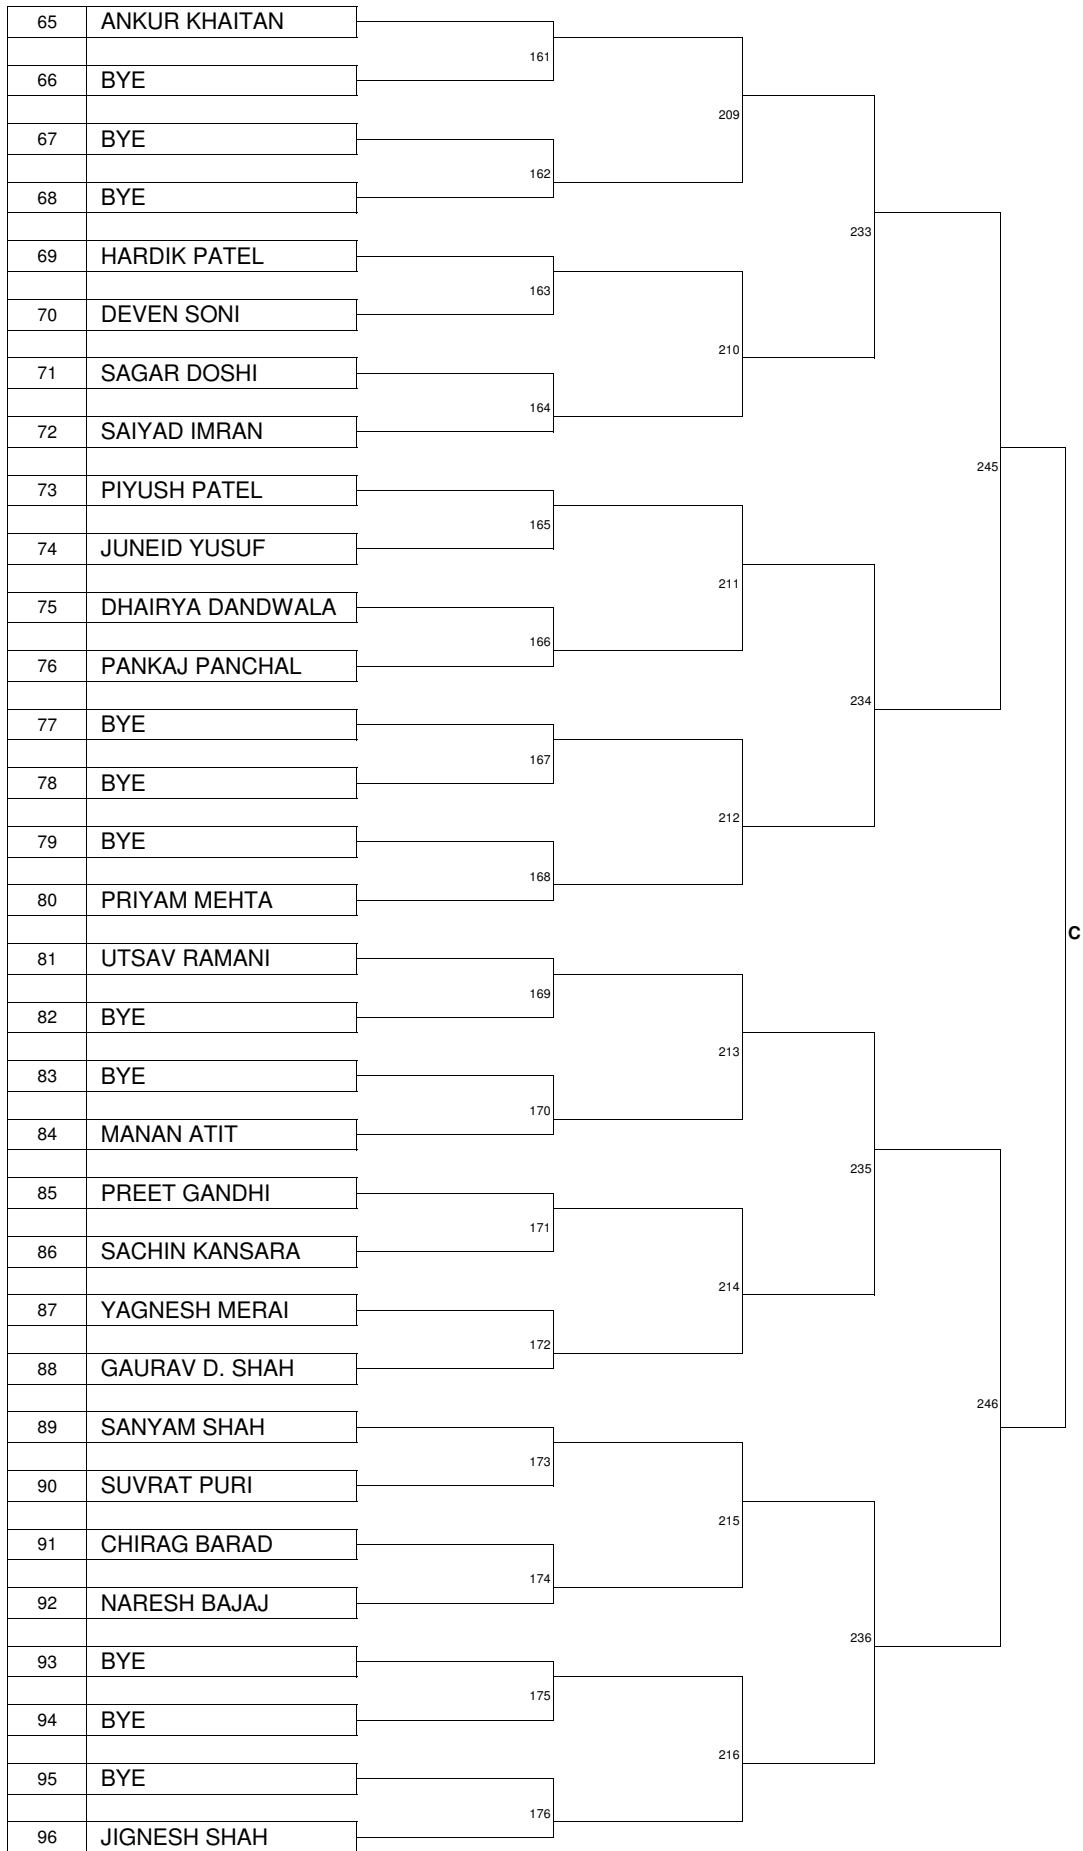 65 ANKUR KHAITAN
161
66 BYE
209
67 BYE
162
68 BYE
233
69 HARDIK PATEL
163
70 DEVEN SONI
210
71 SAGAR DOSHI
164
72 SAIYAD IMRAN
245
73 PIYUSH PATEL
165
74 JUNEID YUSUF
211
75 DHAIRYA DANDWALA
166
76 PANKAJ PANCHAL
234
77 BYE
167
78 BYE
212
79 BYE
168
80 PRIYAM MEHTA
C
81 UTSAV RAMANI
169
82 BYE
213
83 BYE
170
84 MANAN ATIT
235
85 PREET GANDHI
171
86 SACHIN KANSARA
214
87 YAGNESH MERAI
172
88 GAURAV D. SHAH
246
89 SANYAM SHAH
173
90 SUVRAT PURI
215
91 CHIRAG BARAD
174
92 NARESH BAJAJ
236
93 BYE
175
94 BYE
216
95 BYE
176
96 JIGNESH SHAH